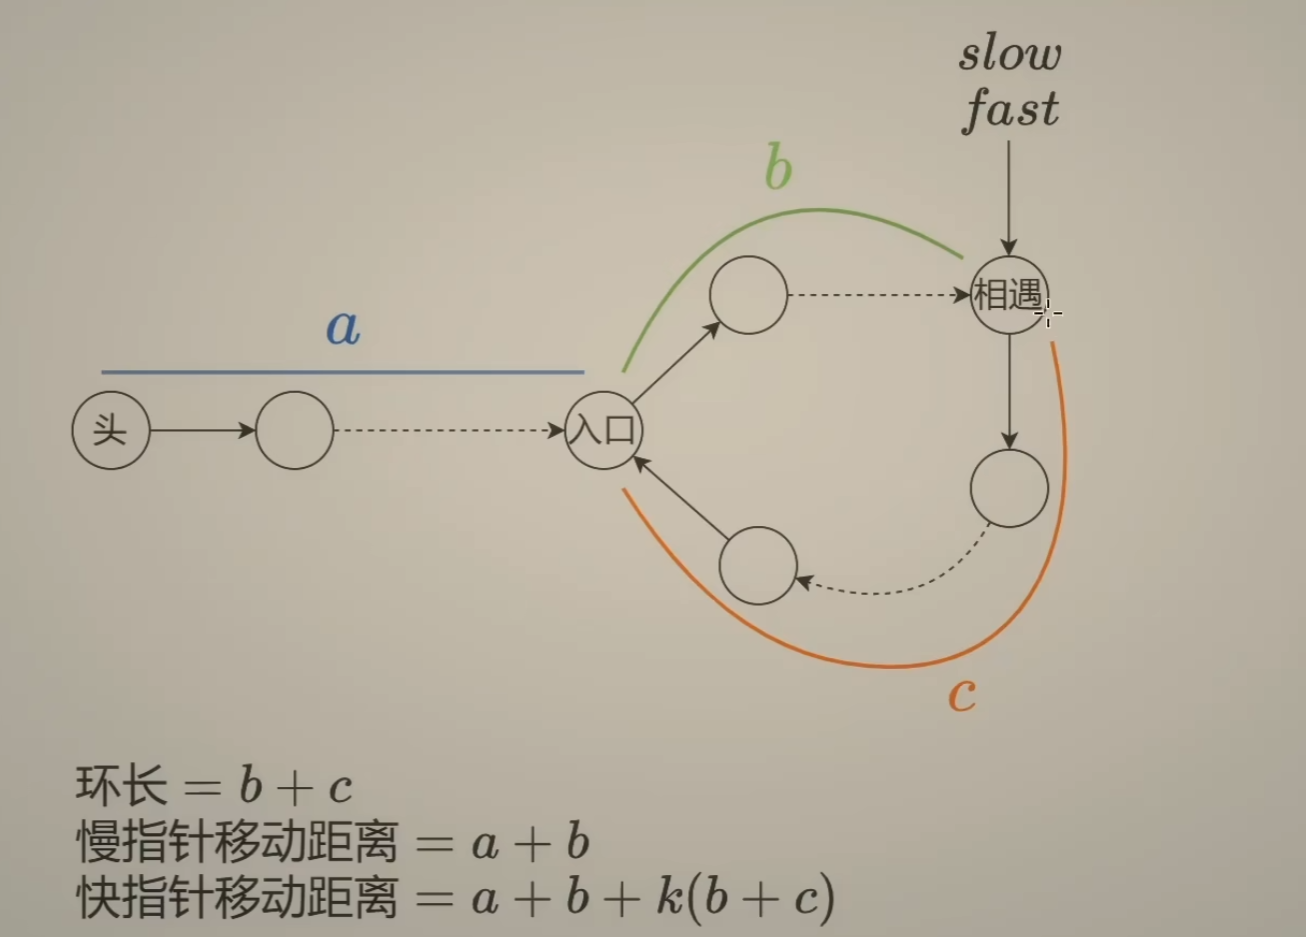 slow
fast
b
a
相遇
头
入口
c
环长 = b + c
慢指针移动距离 = a + b
快指针移动距离 = a + b + k(b + c)